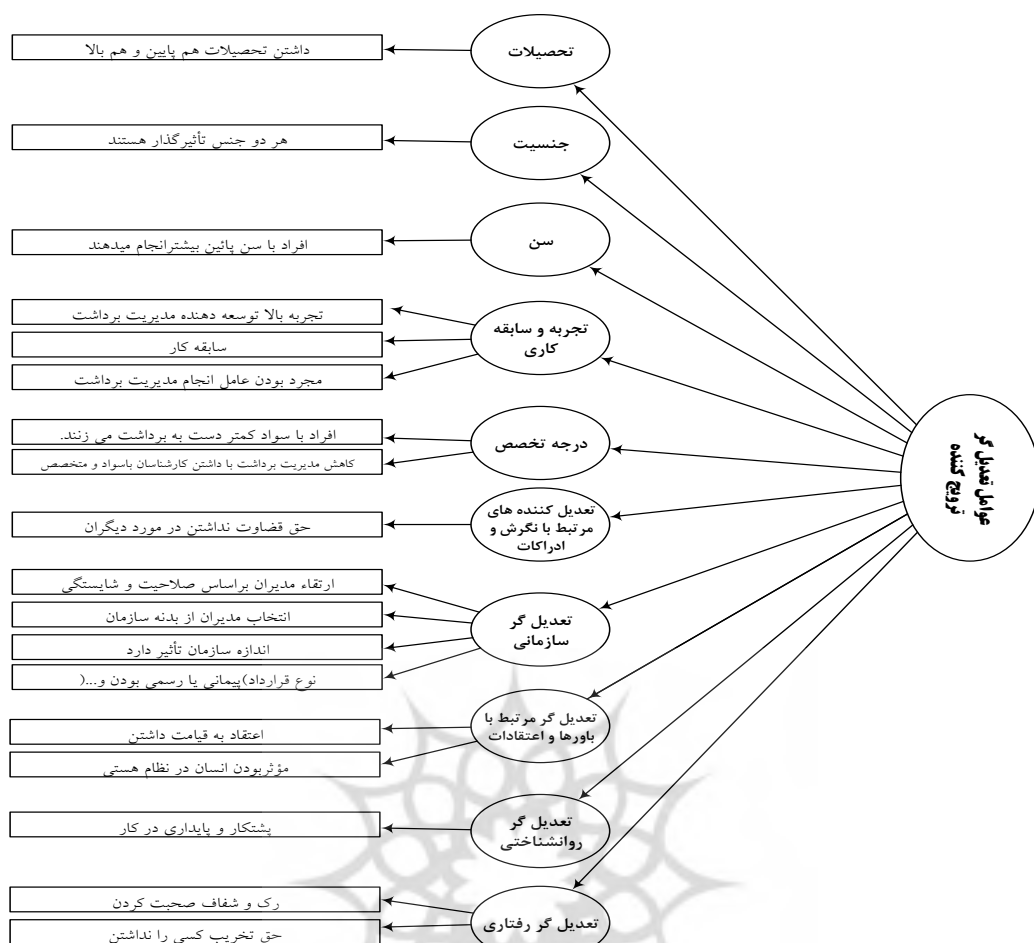 عوامل تعدیل گر
ترویج کننده
تحصیلات
داشتن تحصیلات هم پایین و هم بالا
جنسیت
هر دو جنس تأثیرگذار هستند
سن
افراد با سن پائین بیشترانجام میدهند
تجربه و سابقه
کاری
تجربه بالا توسعه دهنده مدیریت برداشت
سابقه کار
مجرد بودن عامل انجام مدیریت برداشت
درجه تخصص
افراد با سواد کمتر دست به برداشت می زنند.
کاهش مدیریت برداشت با داشتن کارشناسان باسواد و متخصص
تعدیل کننده های
مرتبط با نگرش و
ادراکات
حق قضاوت نداشتن در مورد دیگران
تعدیل گر
سازمانی
ارتقاء مدیران براساس صلاحیت و شایستگی
انتخاب مدیران از بدنه سازمان
اندازه سازمان تأثیر دارد
نوع قرارداد)پیمانی یا رسمی بودن و...(
تعدیل گر مرتبط با
باورها و اعتقادات
اعتقاد به قیامت داشتن
مؤثربودن انسان در نظام هستی
تعدیل گر
روانشناختی
پشتکار و پایداری در کار
تعدیل گر رفتاری
رک و شفاف صحبت کردن
حق تخریب کسی را نداشتن